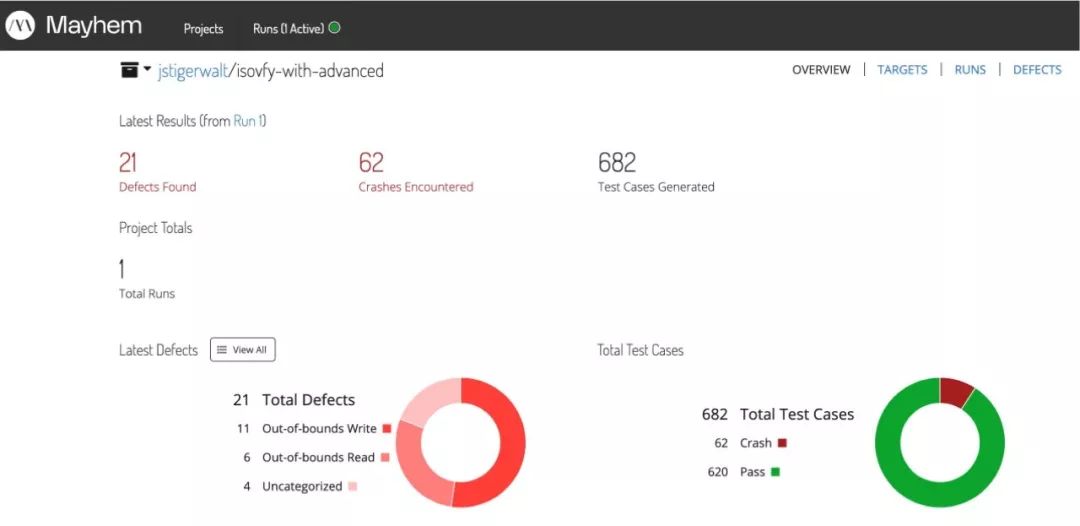 Mayhem Projects Runs (1 Active)
jstigerwalt/isovfy-with-advanced OVERVIEW | TARGETS | RUNS | DEFECTS
Latest Results (from Run 1)
21 62 682
Defects Found Crashes Encountered Test Cases Generated
Project Totals
1
Total Runs
Latest Defects View All Total Test Cases
21 Total Defects
11 Out-of-bounds Write
6 Out-of-bounds Read
4 Uncategorized
682 Total Test Cases
62 Crash
620 Pass